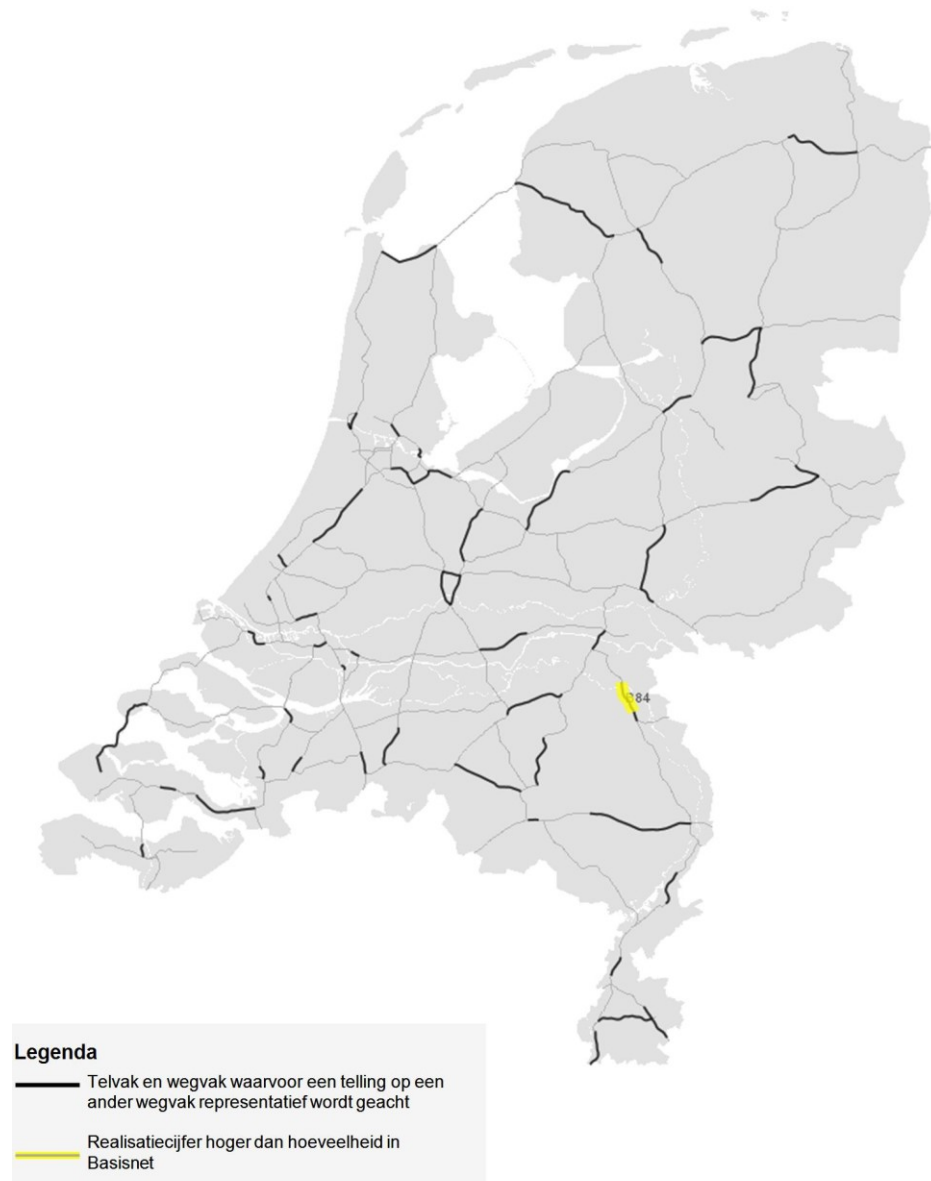 B84
Legenda
Telvak en wegvak waarvoor een telling op een
ander wegvak representatief wordt geacht
Realisatiecijfer hoger dan hoeveelheid in
Basisnet